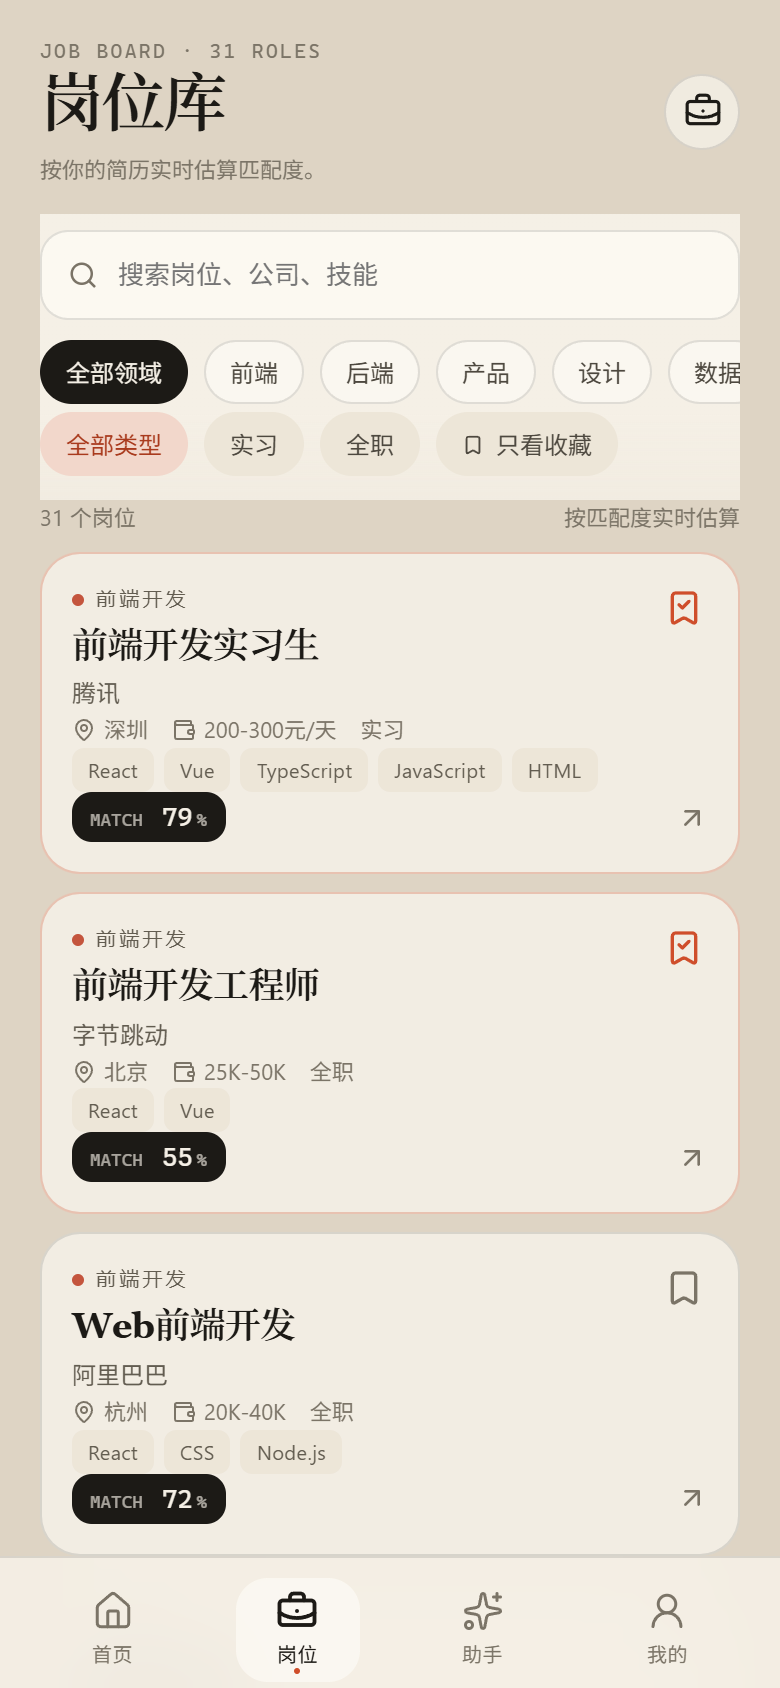 JOB BOARD · 31 ROLES
岗位库
按你的简历实时估算匹配度。
搜索岗位、公司、技能
全部领域 前端 后端 产品 设计 数据
全部类型 实习 全职 只看收藏
31 个岗位 按匹配度实时估算
前端开发
前端开发实习生
腾讯
深圳 200-300元/天 实习
React Vue TypeScript JavaScript HTML
MATCH 79%
前端开发
前端开发工程师
字节跳动
北京 25K-50K 全职
React Vue
MATCH 55%
前端开发
Web前端开发
阿里巴巴
杭州 20K-40K 全职
React CSS Node.js
MATCH 72%
首页 岗位 助手 我的